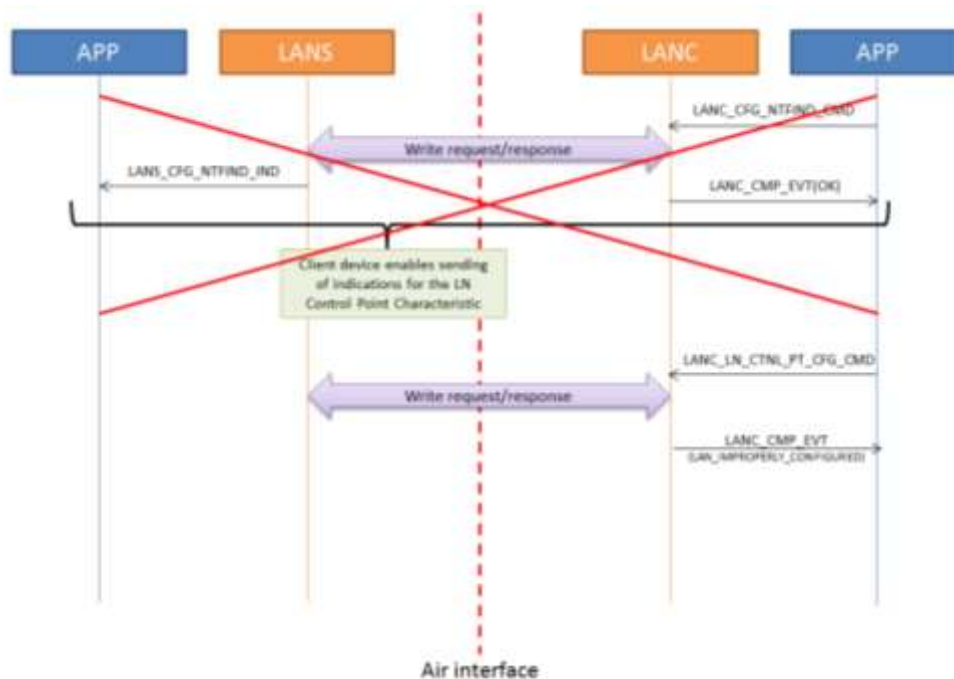 APP
LANS
LANC
APP
LANC_CFG_NTFIND_CMD
Write request/response
LANS_CFG_NTFIND_IND
LANC_CMP_EVT(OK)
Client device enables sending
of indications for the LN
Control Point Characteristic
LANC_LN_CTNL_PT_CFG_CMD
Write request/response
LANC_CMP_EVT
(LAN_IMPROPERLY_CONFIGURED)
Air interface